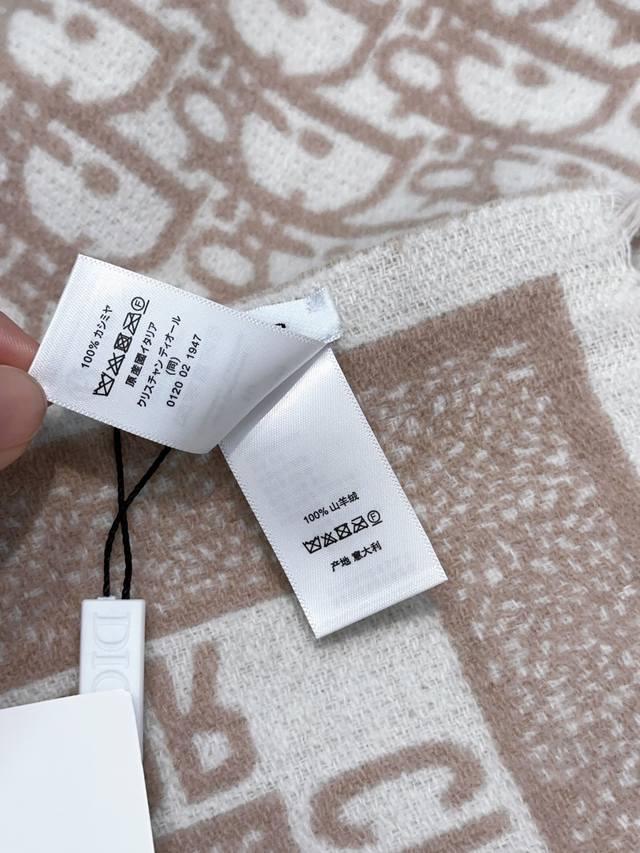 100% カシミヤ
原産国イタリア
クリスチャン ディオール
(同)
0120 02 1947
100% 山羊绒
产地 意大利
DIO